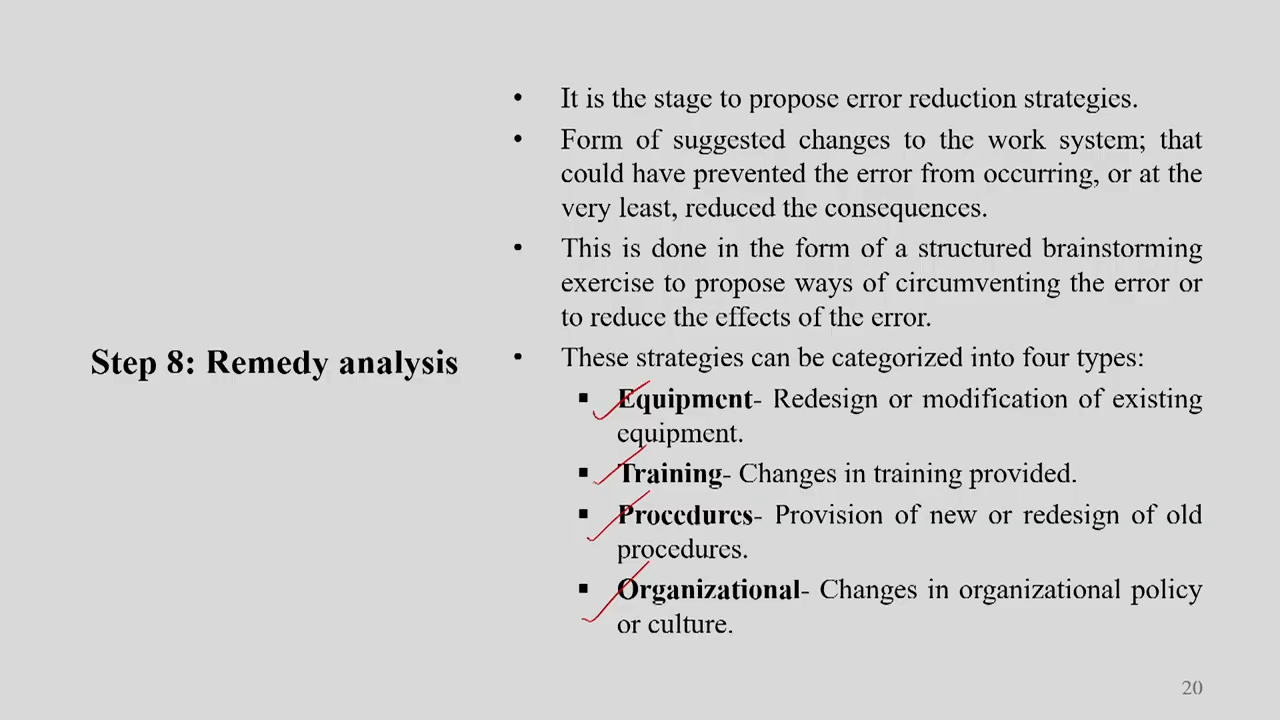 Step 8: Remedy analysis
• It is the stage to propose error reduction strategies.
• Form of suggested changes to the work system; that
could have prevented the error from occurring, or at the
very least, reduced the consequences.
• This is done in the form of a structured brainstorming
exercise to propose ways of circumventing the error or
to reduce the effects of the error.
• These strategies can be categorized into four types:
▪ Equipment- Redesign or modification of existing
equipment.
▪ Training- Changes in training provided.
▪ Procedures- Provision of new or redesign of old
procedures.
▪ Organizational- Changes in organizational policy
or culture.
20